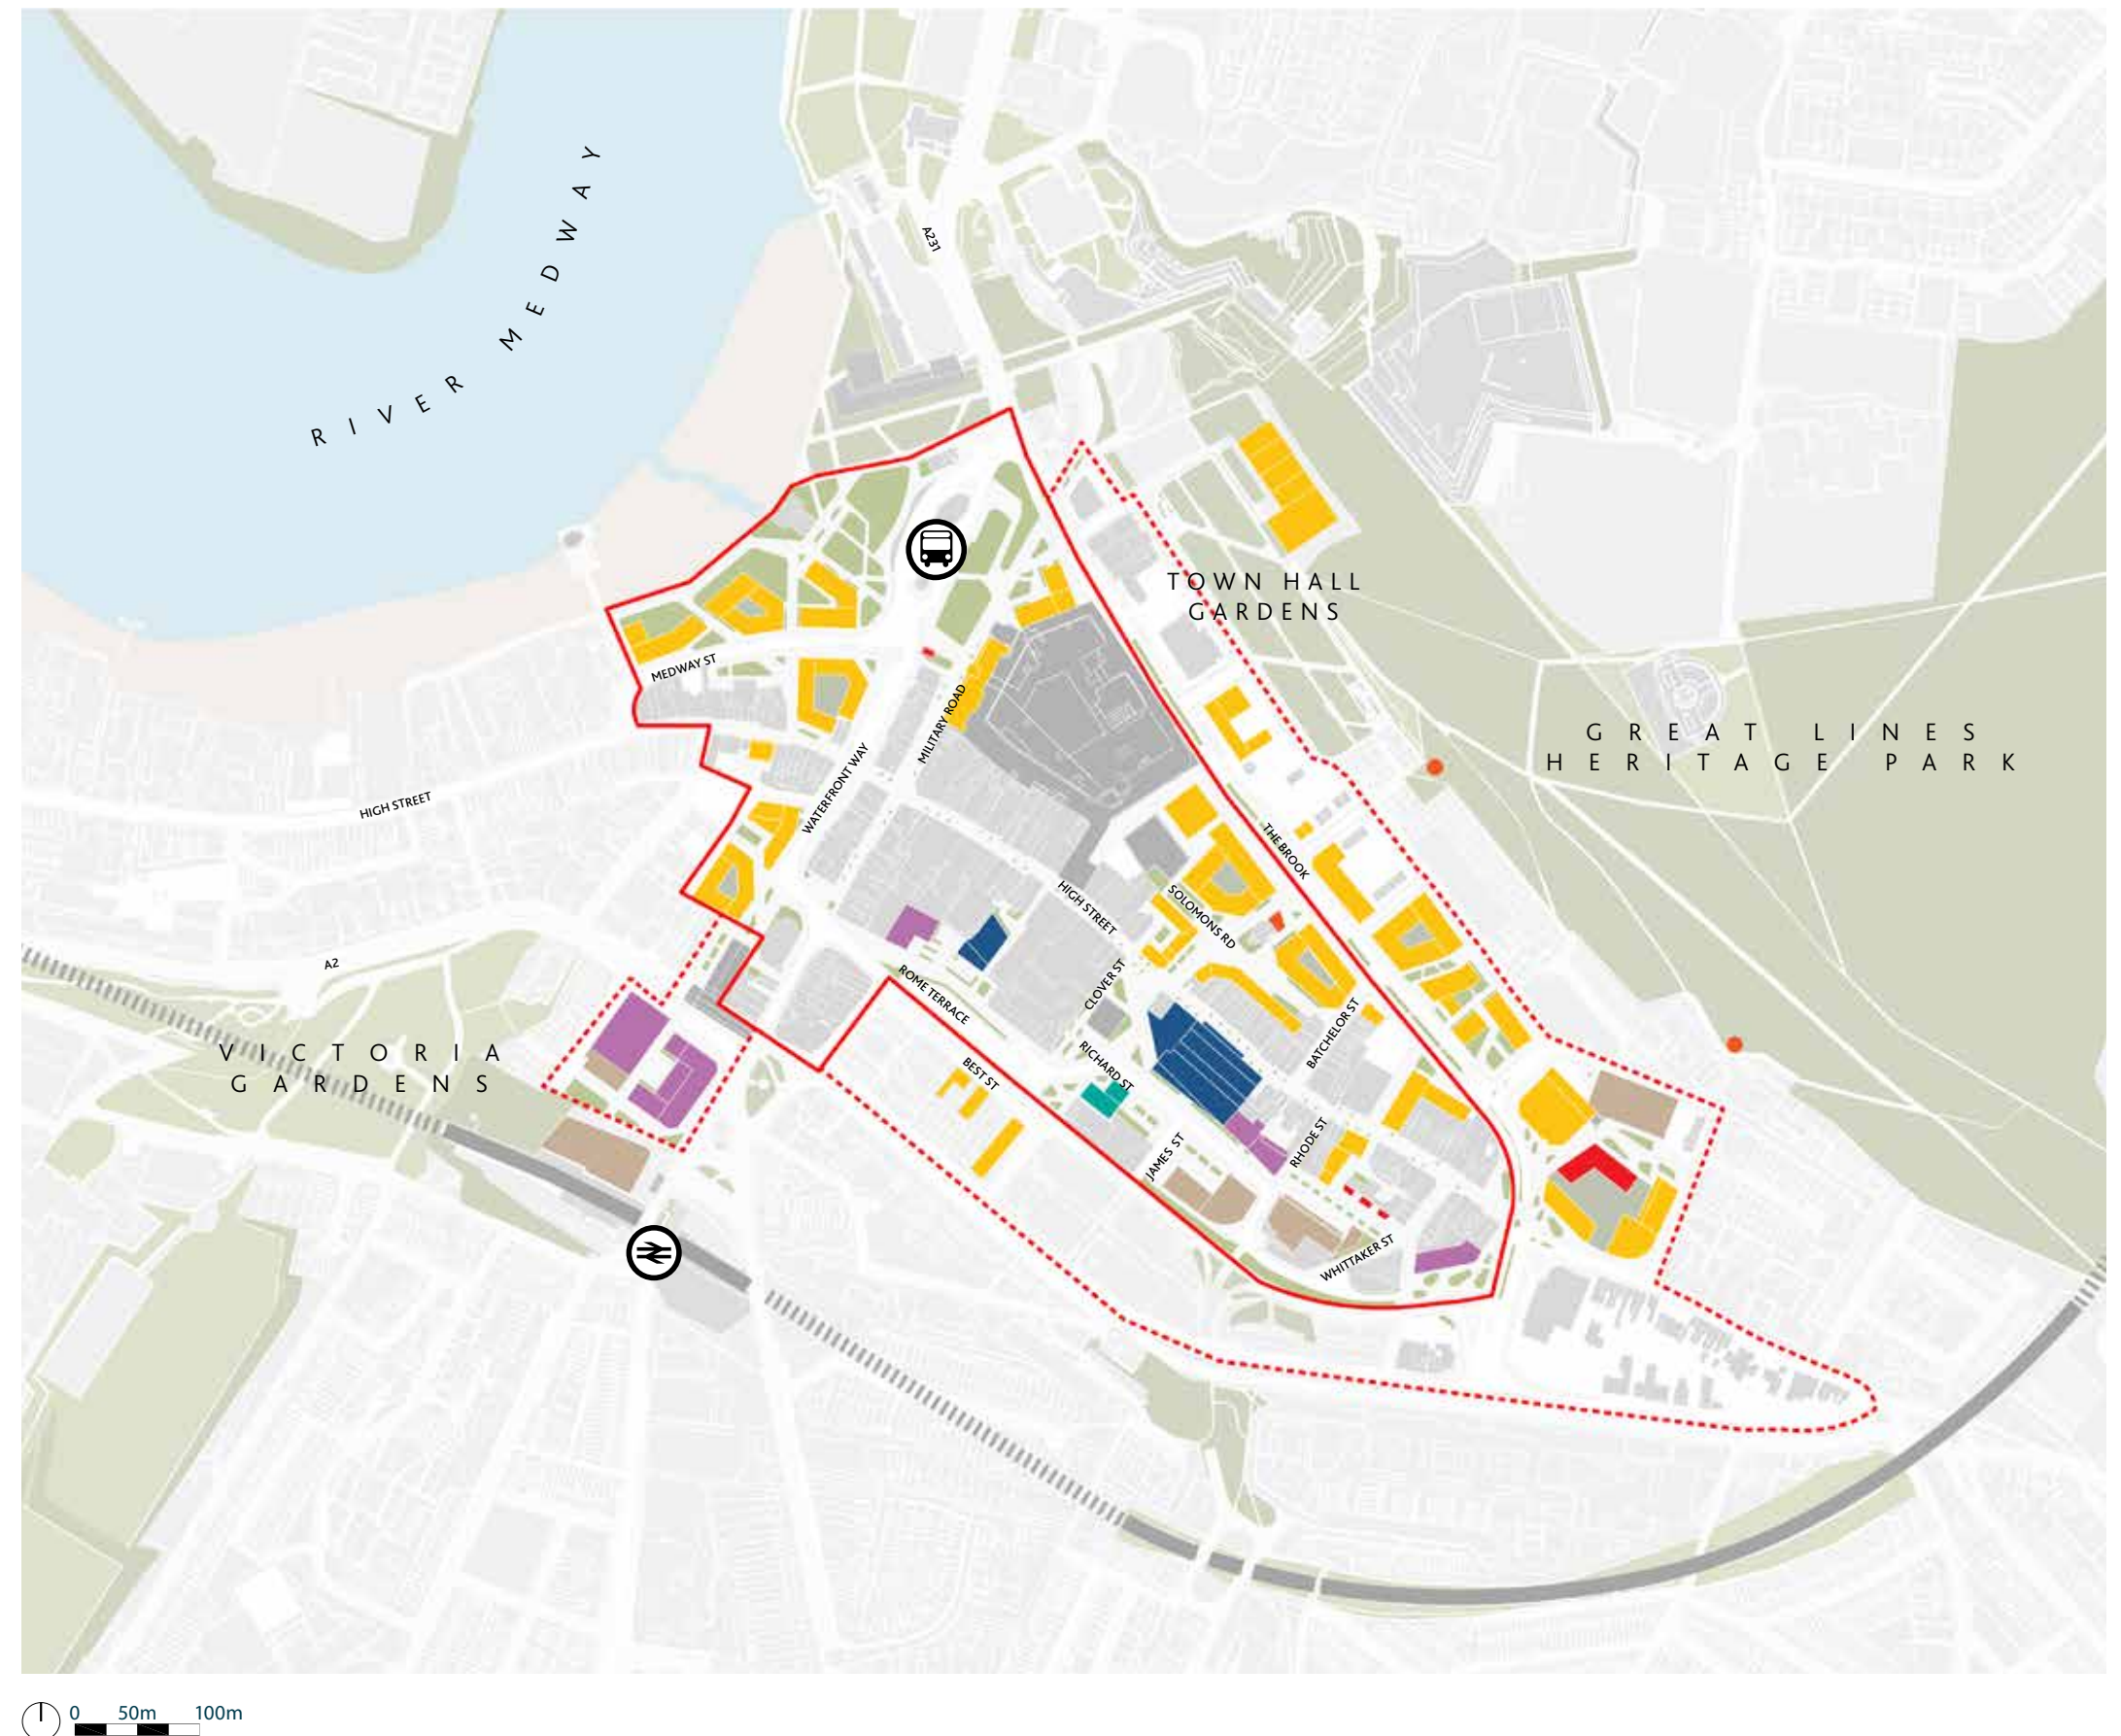 RIVER MEDWAY
A231
TOWN HALL
GARDENS
MEDWAY ST
MILITARY ROAD
GREAT LINES
HERITAGE PARK
WATERFRONT WAY
HIGH STREET
THE BROOK
HIGH STREET
SOLOMONS RD
A2
ROME TERRACE
CLOVER ST
BATCHELOR ST
VICTORIA
GARDENS
BEST ST
RICHARD ST
JAMES ST
RHODE ST
WHITTAKER ST
0 50m 100m